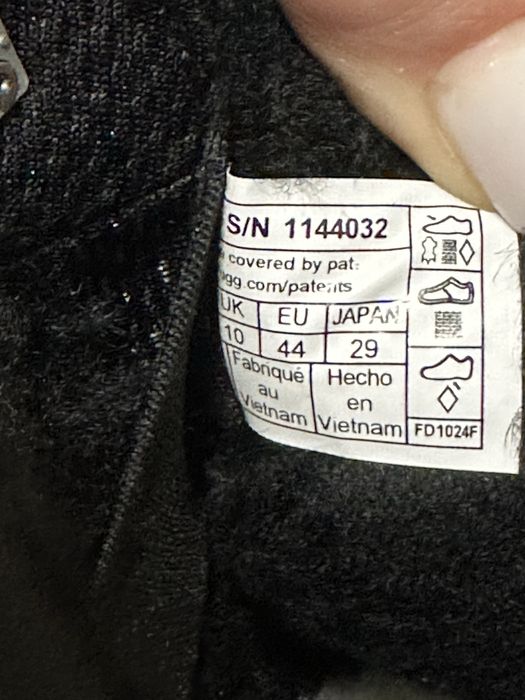 S/N 1144032
covered by pat.
gg.com/patents
UK EU JAPAN
10 44 29
Fabriqué
au
Vietnam
Hecho
en
Vietnam
FD1024F